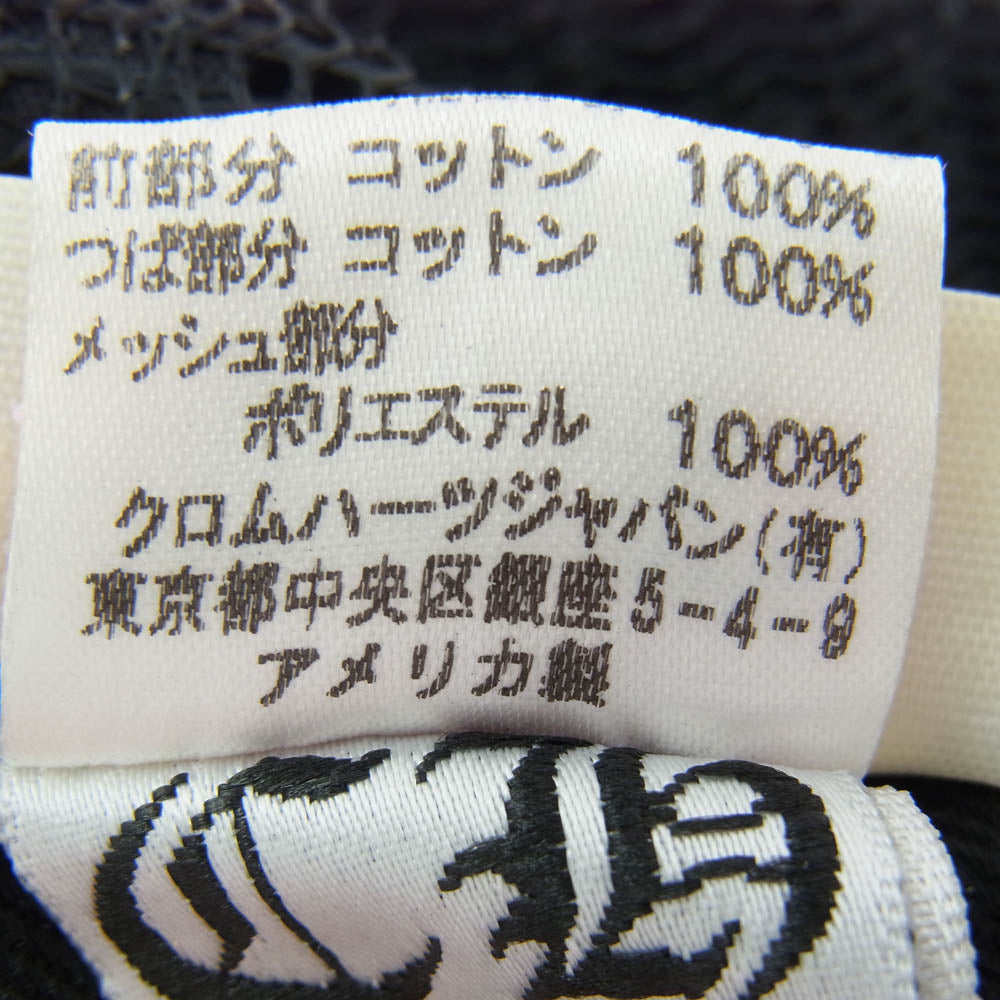 前部分 コットン 100%
つば部分 コットン 100%
メッシュ部分
ポリエステル 100%
クロムハーツジャパン(有)
東京都中央区銀座5-4-9
アメリカ製
CH